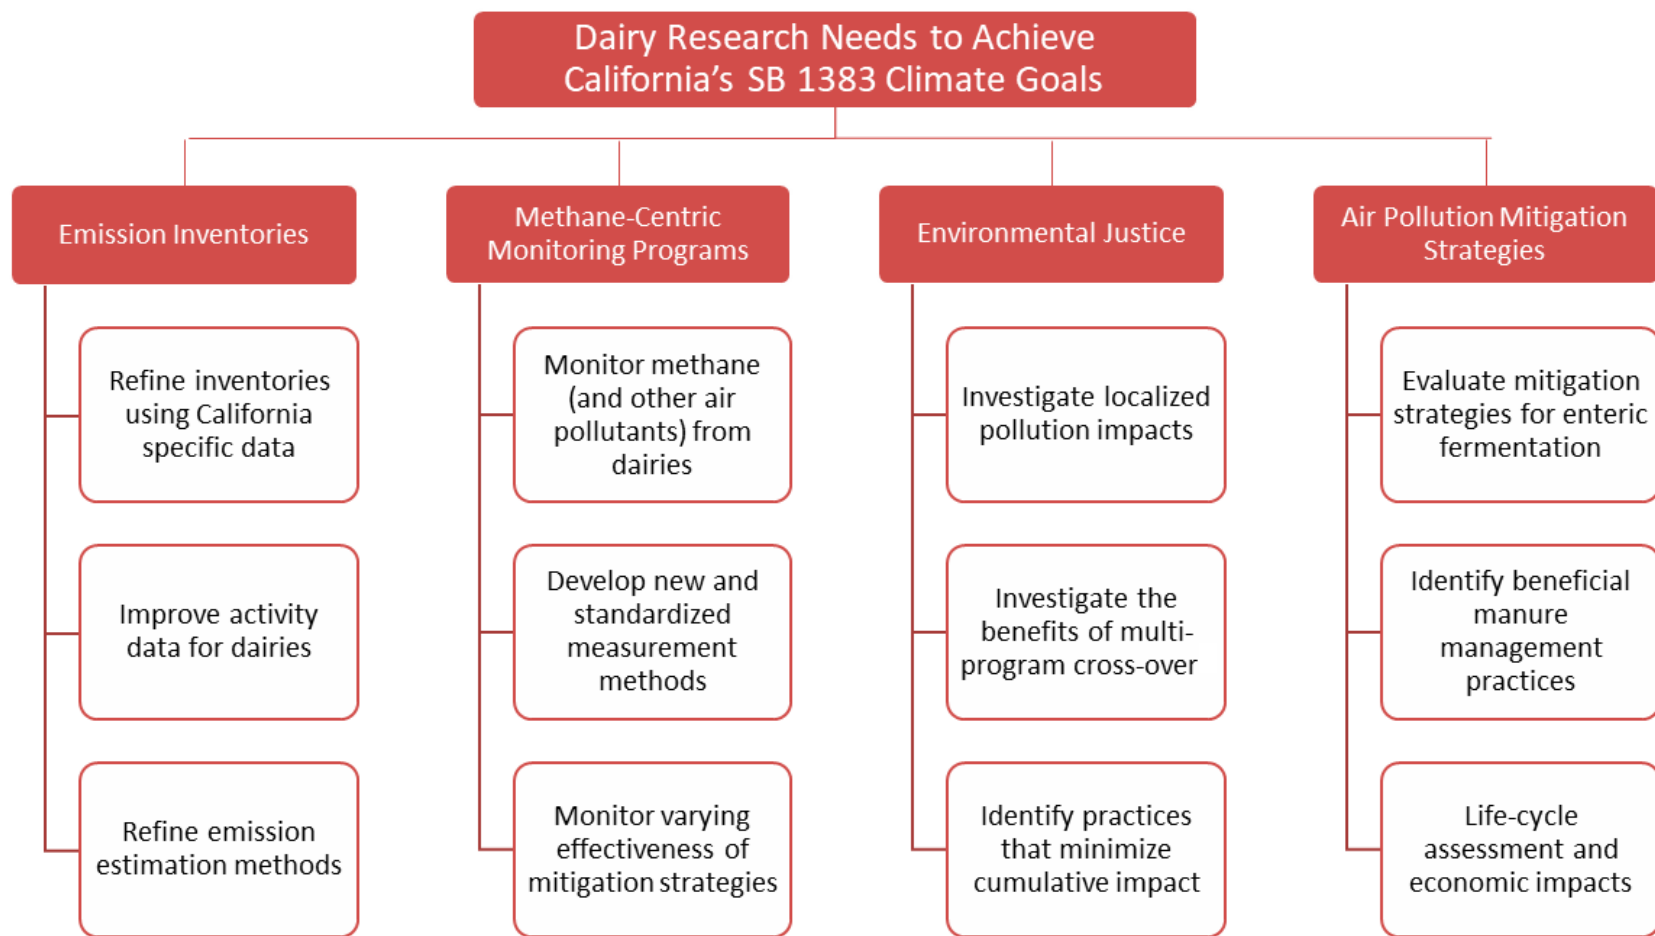 Dairy Research Needs to Achieve
California’s SB 1383 Climate Goals
Emission Inventories
Refine inventories
using California
specific data
Improve activity
data for dairies
Refine emission
estimation methods
Methane-Centric
Monitoring Programs
Monitor methane
(and other air
pollutants) from
dairies
Develop new and
standardized
measurement
methods
Monitor varying
effectiveness of
mitigation strategies
Environmental Justice
Investigate localized
pollution impacts
Investigate the
benefits of multi-
program cross-over
Identify practices
that minimize
cumulative impact
Air Pollution Mitigation
Strategies
Evaluate mitigation
strategies for enteric
fermentation
Identify beneficial
manure
management
practices
Life-cycle
assessment and
economic impacts